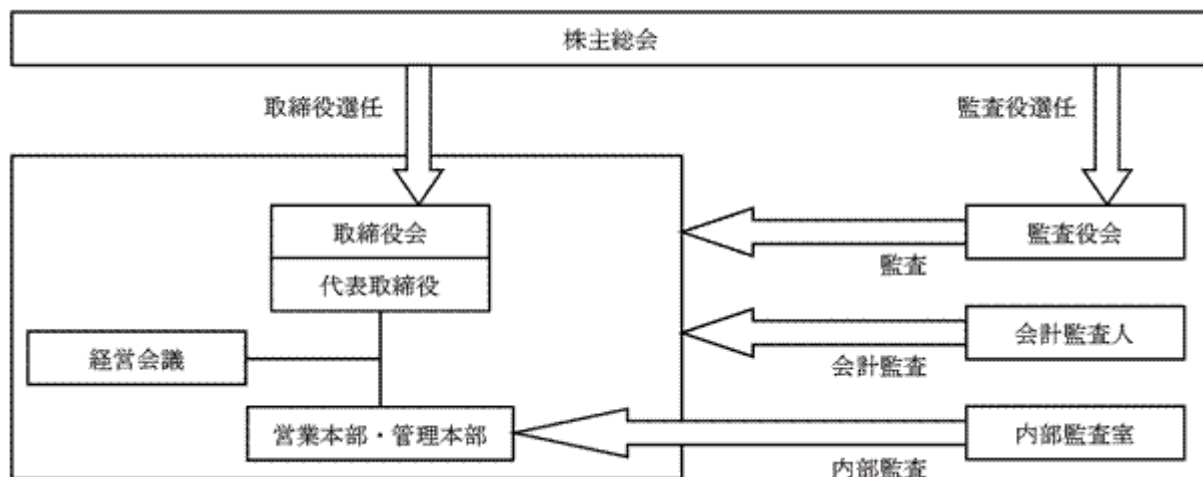 株主総会
取締役選任
監査役選任
取締役会
監査役会
監査
代表取締役
会計監査人
経営会議
会計監査
営業本部・管理本部
内部監査室
内部監査